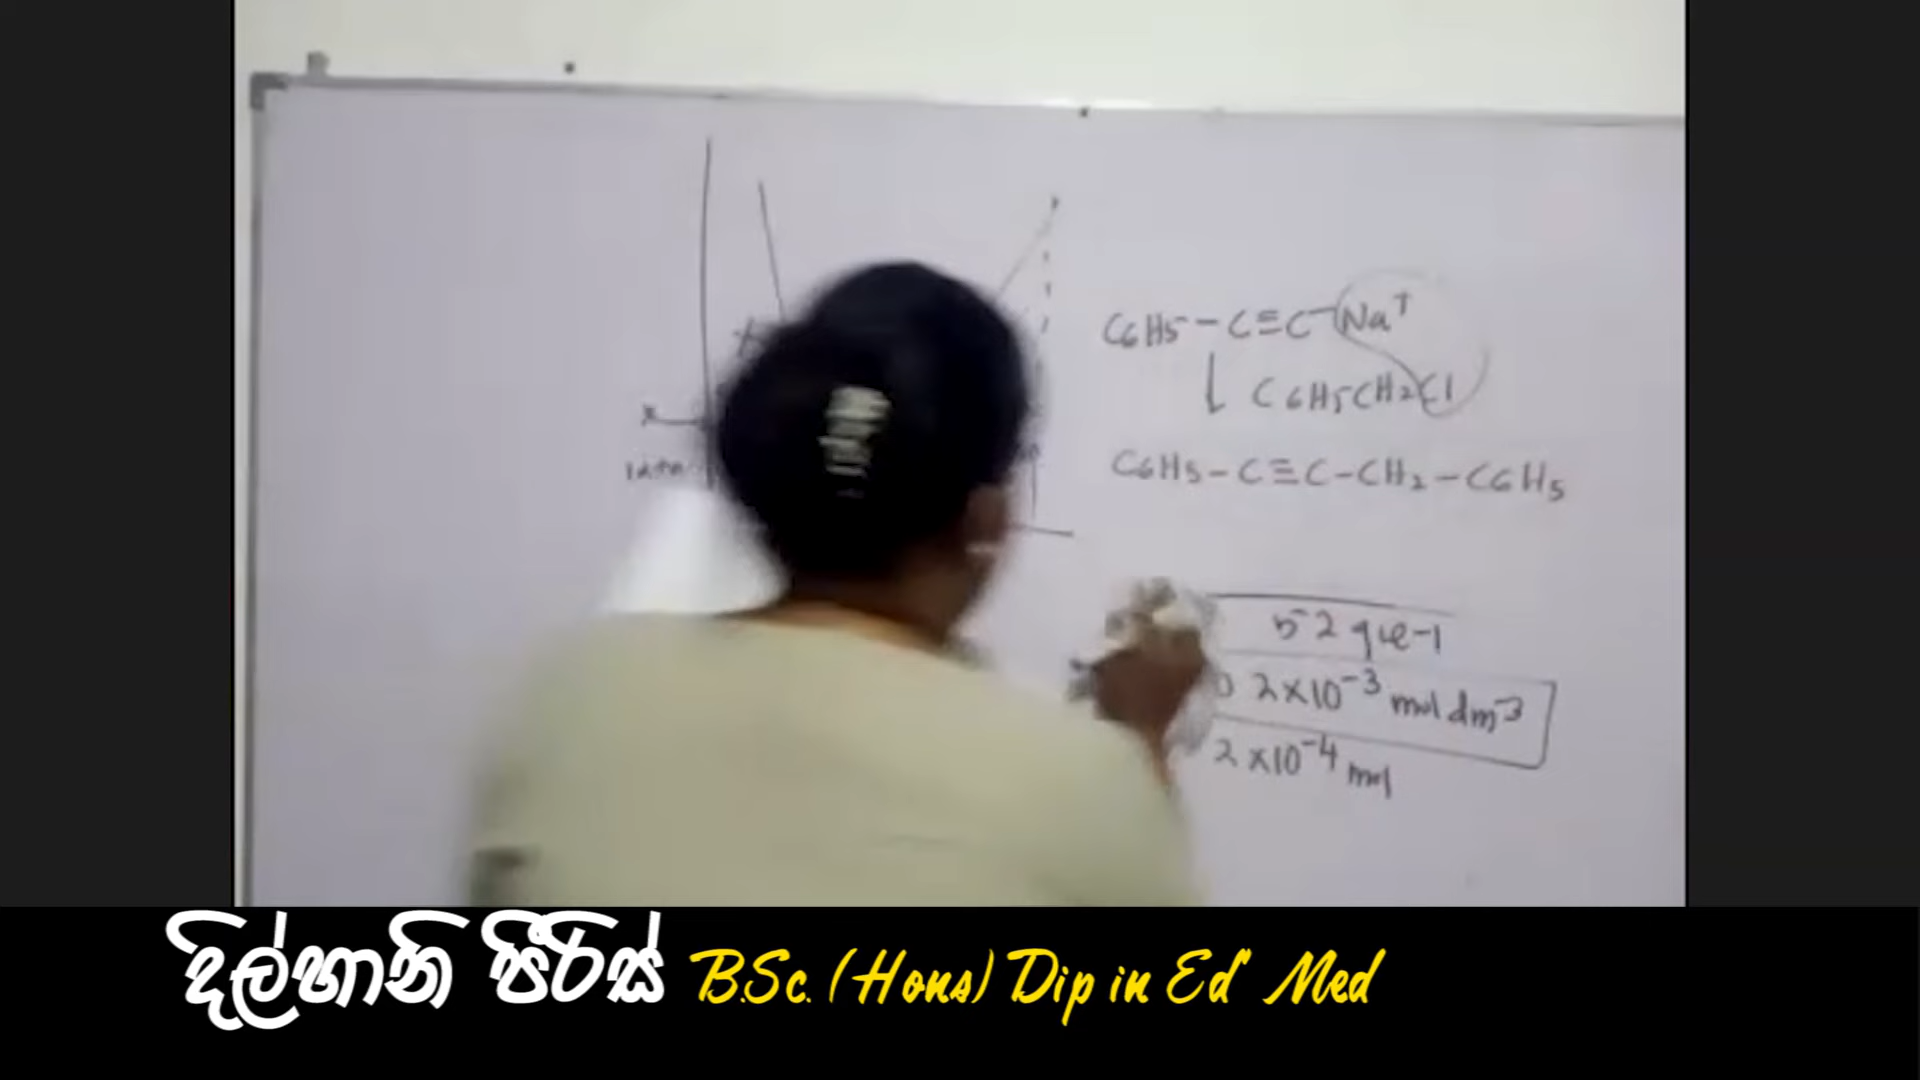 C6H5-C≡C⁻Na⁺
C6H5CH2Cl
C6H5-C≡C-CH2-C6H5
52
2×10⁻³ mol dm⁻³
2×10⁻⁴ mol
දිල්හානි පීරිස් B.Sc. (Hons) Dip in Ed Med